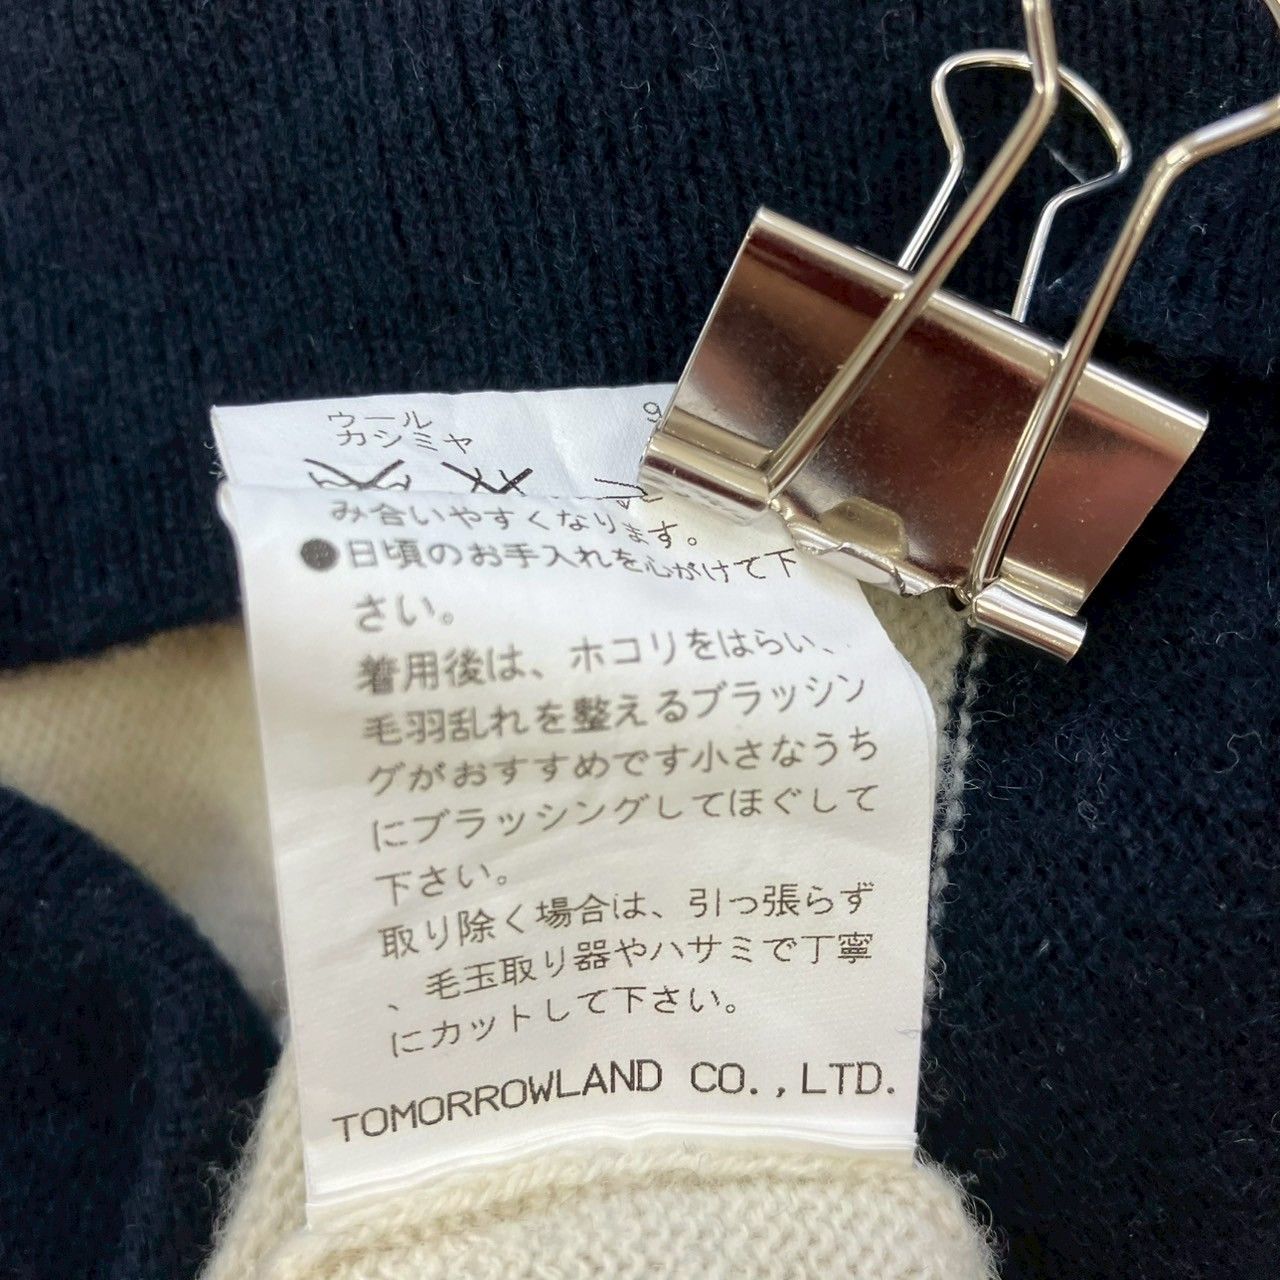 ウール 9
カシミヤ
み合いやすくなります。
●日頃のお手入れを心がけて下
さい。
着用後は、ホコリをはらい、
毛羽乱れを整えるブラッシン
グがおすすめです小さなうち
にブラッシングしてほぐして
下さい。
取り除く場合は、引っ張らず
、毛玉取り器やハサミで丁寧
にカットして下さい。
TOMORROWLAND CO.,LTD.